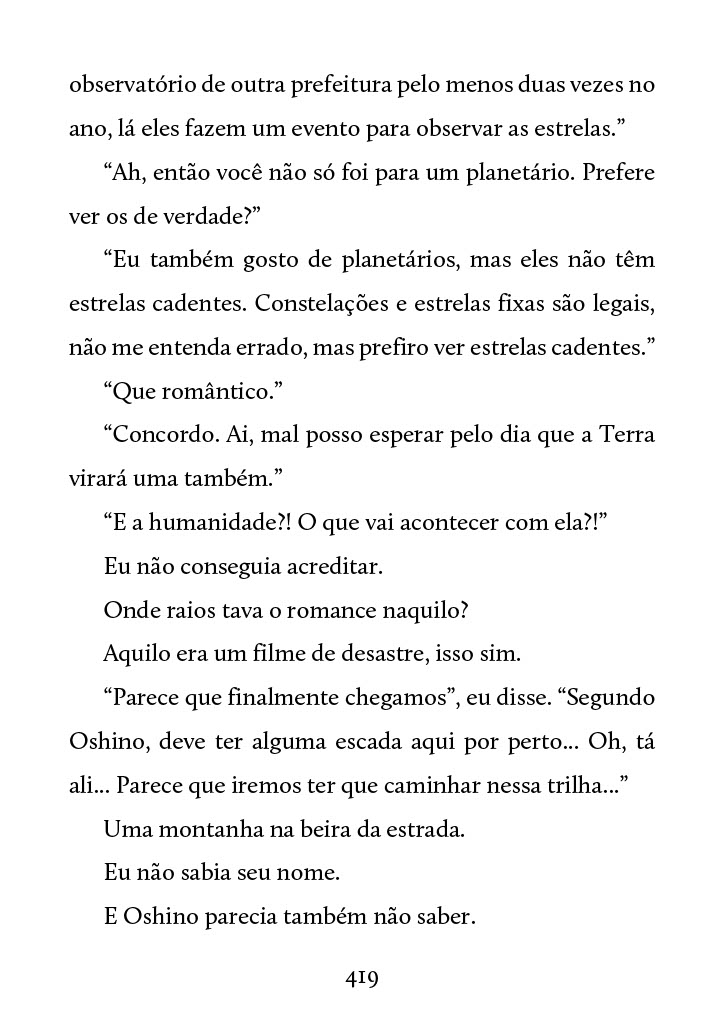 observatório de outra prefeitura pelo menos duas vezes no
ano, lá eles fazem um evento para observar as estrelas.”
“Ah, então você não só foi para um planetário. Prefere
ver os de verdade?”
“Eu também gosto de planetários, mas eles não têm
estrelas cadentes. Constelações e estrelas fixas são legais,
não me entenda errado, mas prefiro ver estrelas cadentes.”
“Que romântico.”
“Concordo. Ai, mal posso esperar pelo dia que a Terra
virará uma também.”
“E a humanidade?! O que vai acontecer com ela?!”
Eu não conseguia acreditar.
Onde raios tava o romance naquilo?
Aquilo era um filme de desastre, isso sim.
“Parece que finalmente chegamos”, eu disse. “Segundo
Oshino, deve ter alguma escada aqui por perto... Oh, tá
ali... Parece que iremos ter que caminhar nessa trilha...”
Uma montanha na beira da estrada.
Eu não sabia seu nome.
E Oshino parecia também não saber.
419